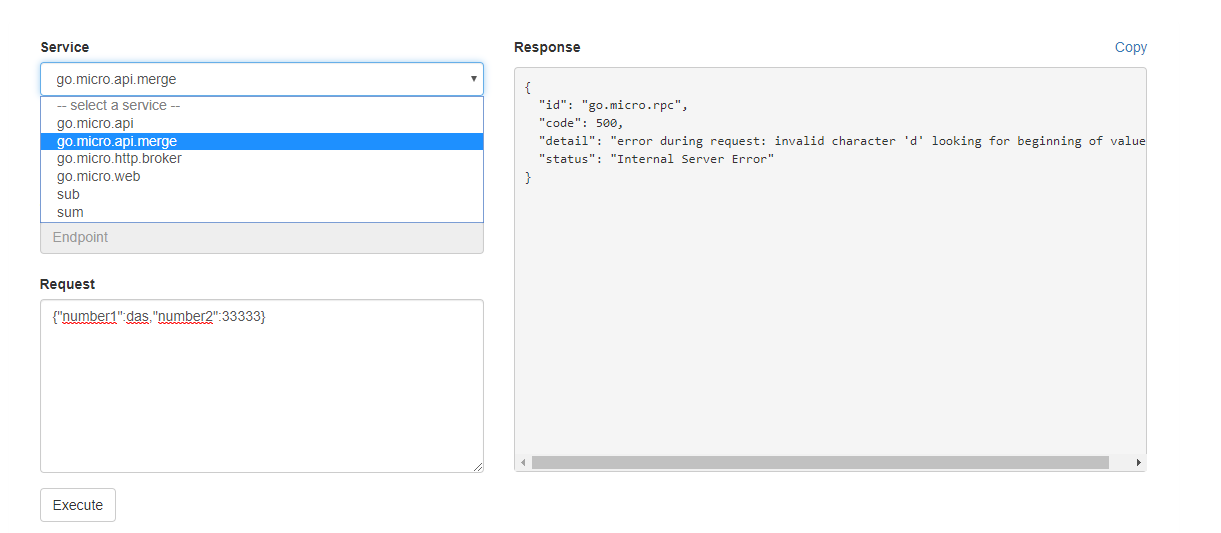 Service
go.micro.api.merge
-- select a service --
go.micro.api
go.micro.api.merge
go.micro.http.broker
go.micro.web
sub
sum
Endpoint
Request
{"number1":das,"number2":33333}
Execute
Response
Copy
{
"id": "go.micro.rpc",
"code": 500,
"detail": "error during request: invalid character 'd' looking for beginning of value
"status": "Internal Server Error"
}